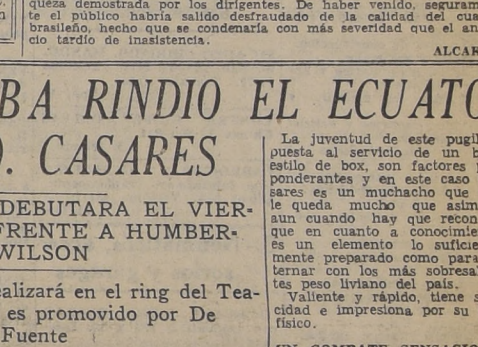 queza demostrada por los dirigentes. De haber venido, seguram
te el público habría salido desfraudado de la calidad del cua
brasileño, hecho que se condenaría con más severidad que el an
cio tardío de inasistencia.
ALCAR
BA RINDIO EL ECUATO
O. CASARES
DEBUTARA EL VIER-
FRENTE A HUMBER-
WILSON
ealizará en el ring del Tea-
es promovido por De
Fuente
La juventud de este pugil
puesta al servicio de un b
estilo de box, son factores
ponderantes y en este caso
sares es un muchacho que
le queda mucho que asim
aun cuando hay que recon
que en cuanto a conocimie
es un elemento lo suficie
mente preparado como para
ternar con los más sobresa
tes peso liviano del país.
Valiente y rápido, tiene s
cidad e impresiona por su
físico.
UN COMBATE SENSACIO